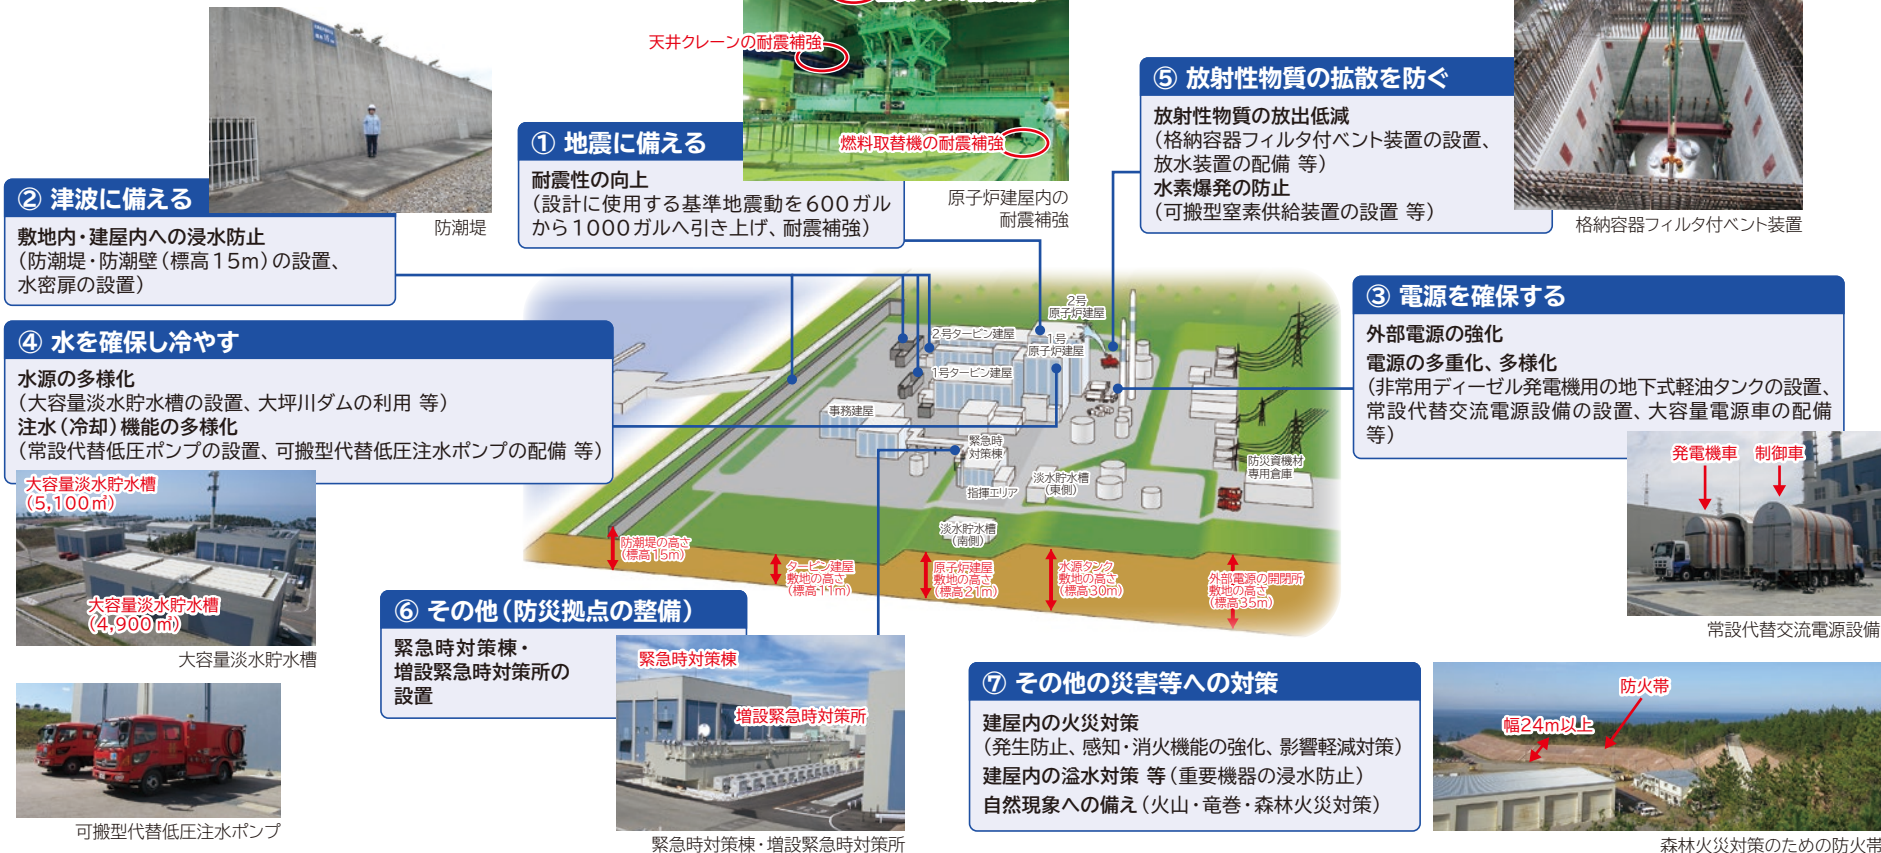 天井クレーンの耐震補強
燃料取替機の耐震補強
原子炉建屋内の
耐震補強
① 地震に備える
耐震性の向上
(設計に使用する基準地震動を600ガル
から1000ガルへ引き上げ、耐震補強)
② 津波に備える
敷地内・建屋内への浸水防止
(防潮堤・防潮壁(標高15m)の設置、
水密扉の設置)
防潮堤
③ 電源を確保する
外部電源の強化
電源の多重化、多様化
(非常用ディーゼル発電機用の地下式軽油タンクの設置、
常設代替交流電源設備の設置、大容量電源車の配備
等)
発電機車
制御車
常設代替交流電源設備
④ 水を確保し冷やす
水源の多様化
(大容量淡水貯水槽の設置、大坪川ダムの利用 等)
注水(冷却)機能の多様化
(常設代替低圧ポンプの設置、可搬型代替低圧注水ポンプの配備 等)
大容量淡水貯水槽
(5,100㎥)
大容量淡水貯水槽
(4,900㎥)
大容量淡水貯水槽
可搬型代替低圧注水ポンプ
⑤ 放射性物質の拡散を防ぐ
放射性物質の放出低減
(格納容器フィルタ付ベント装置の設置、
放水装置の配備 等)
水素爆発の防止
(可搬型窒素供給装置の設置 等)
格納容器フィルタ付ベント装置
2号
原子炉建屋
1号
原子炉建屋
2号タービン建屋
1号タービン建屋
事務建屋
緊急時
対策棟
指揮エリア
淡水貯水槽
(東側)
防災資機材
専用倉庫
淡水貯水槽
(南側)
防潮堤の高さ
(標高15m)
タービン建屋
敷地の高さ
(標高11m)
原子炉建屋
敷地の高さ
(標高21m)
水源タンク
敷地の高さ
(標高30m)
外部電源の開閉所
敷地の高さ
(標高35m)
⑥ その他(防災拠点の整備)
緊急時対策棟・
増設緊急時対策所の
設置
緊急時対策棟
増設緊急時対策所
緊急時対策棟・増設緊急時対策所
⑦ その他の災害等への対策
建屋内の火災対策
(発生防止、感知・消火機能の強化、影響軽減対策)
建屋内の溢水対策 等(重要機器の浸水防止)
自然現象への備え(火山・竜巻・森林火災対策)
防火帯
幅24m以上
森林火災対策のための防火帯